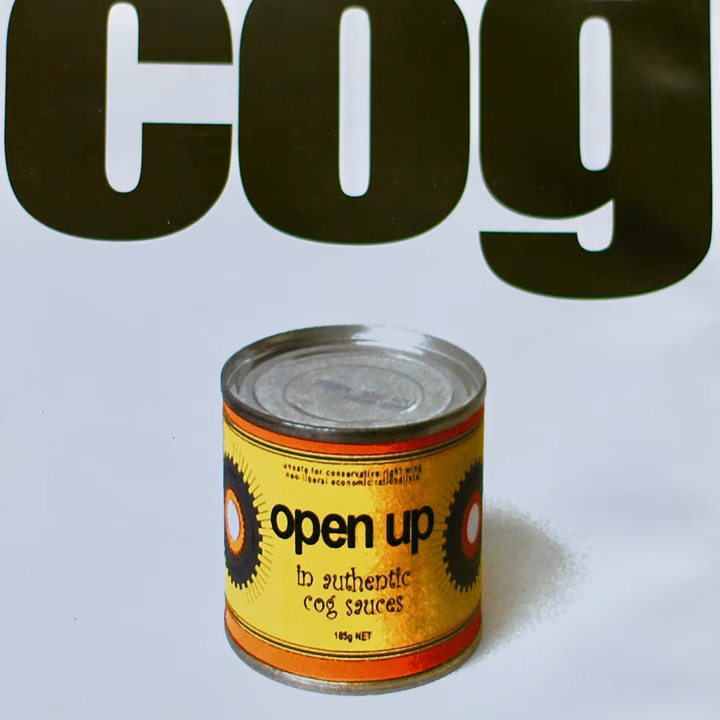 cog
unsafe for conservative right wing
neo-liberal economic rationalists
open up
in authentic
cog sauces
185g NET